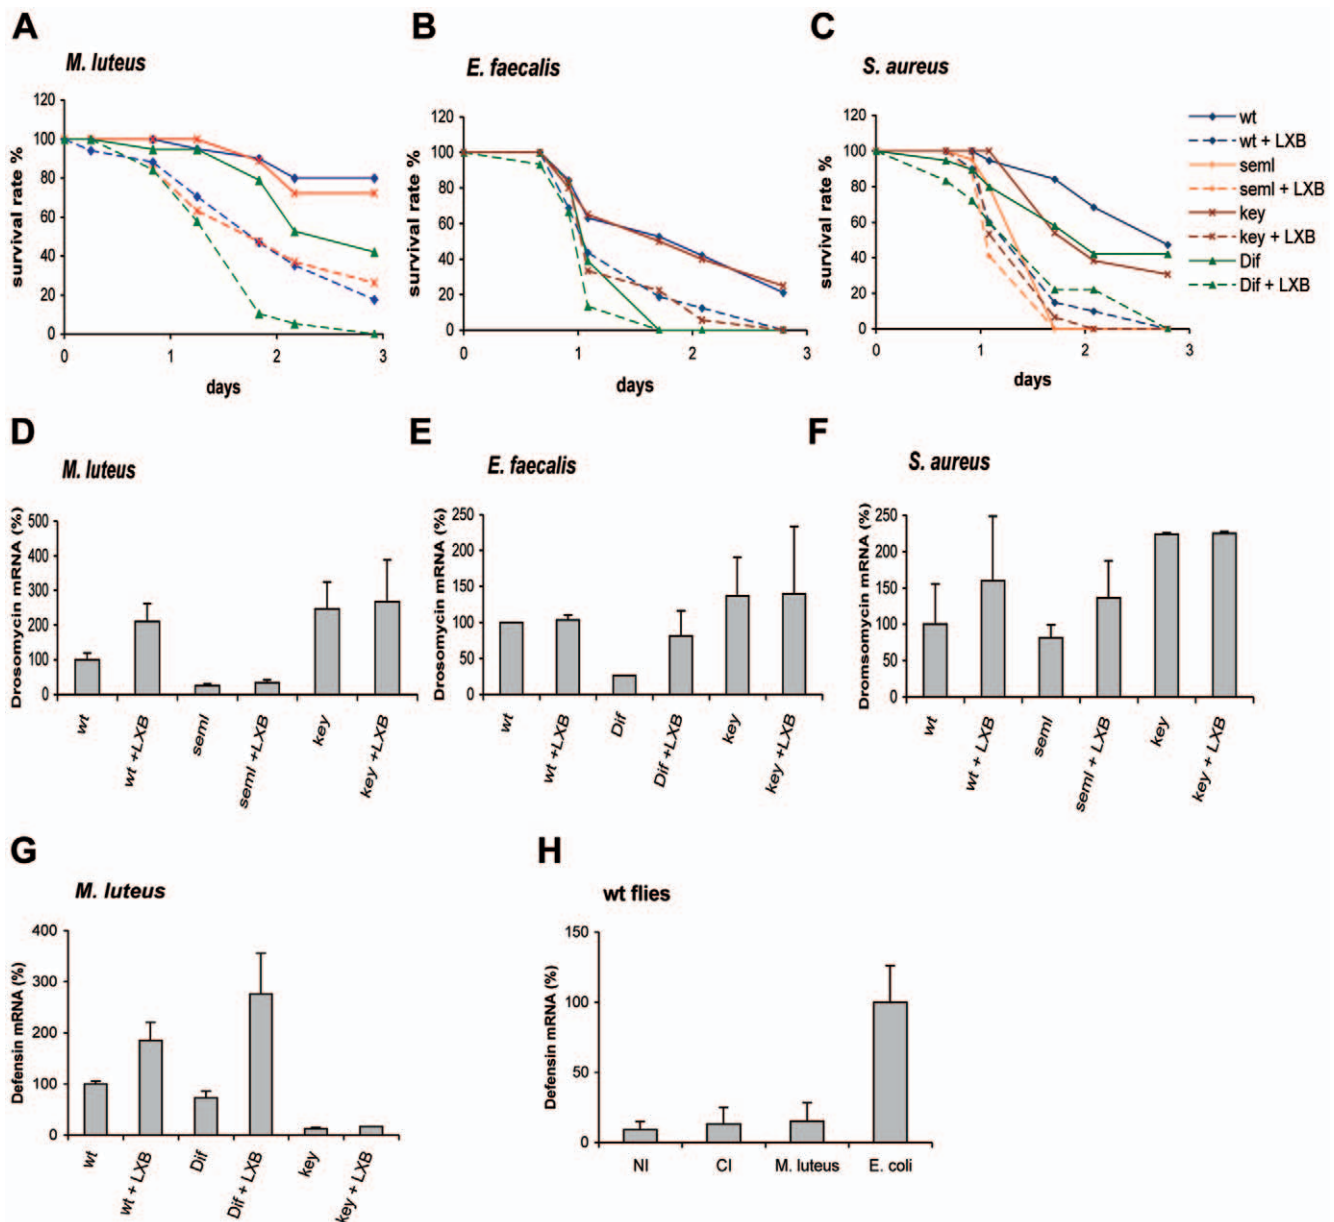 A
B
C
M. luteus
E. faecalis
S. aureus
survival rate %
120
100
80
60
40
20
0
0
1
2
3
days
survival rate %
120
100
80
60
40
20
0
0
1
2
3
days
survival rate %
120
100
80
60
40
20
0
0
1
2
3
days
wt
wt + LXB
seml
seml + LXB
key
key + LXB
Dif
Dif + LXB
D
E
F
M. luteus
E. faecalis
S. aureus
Drosomycin mRNA (%)
500
400
300
200
100
0
wt
wt +LXB
seml
seml +LXB
key
key +LXB
Drosomycin mRNA (%)
250
200
150
100
50
0
wt
wt +LXB
Dif
Dif +LXB
key
key +LXB
Dromsomycin mRNA (%)
250
200
150
100
50
0
wt
wt + LXB
seml
seml + LXB
key
key + LXB
G
H
M. luteus
wt flies
Defensin mRNA (%)
400
300
200
100
0
wt
wt + LXB
Dif
Dif + LXB
key
key + LXB
Defensin mRNA (%)
150
100
50
0
NI
CI
M. luteus
E. coli